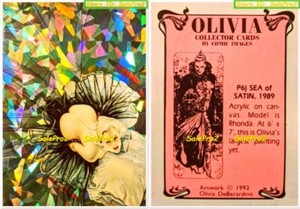 OLIVIA
COLLECTOR CARDS
BY COMIC IMAGES
P6) SEA of
SATIN, 1989
Acrylic on can-
vas. Model is
Rhonda. At 6' x
7', this is Olivia's
painting
yet.
Artwork © 1992
Olivia DeBerardinis